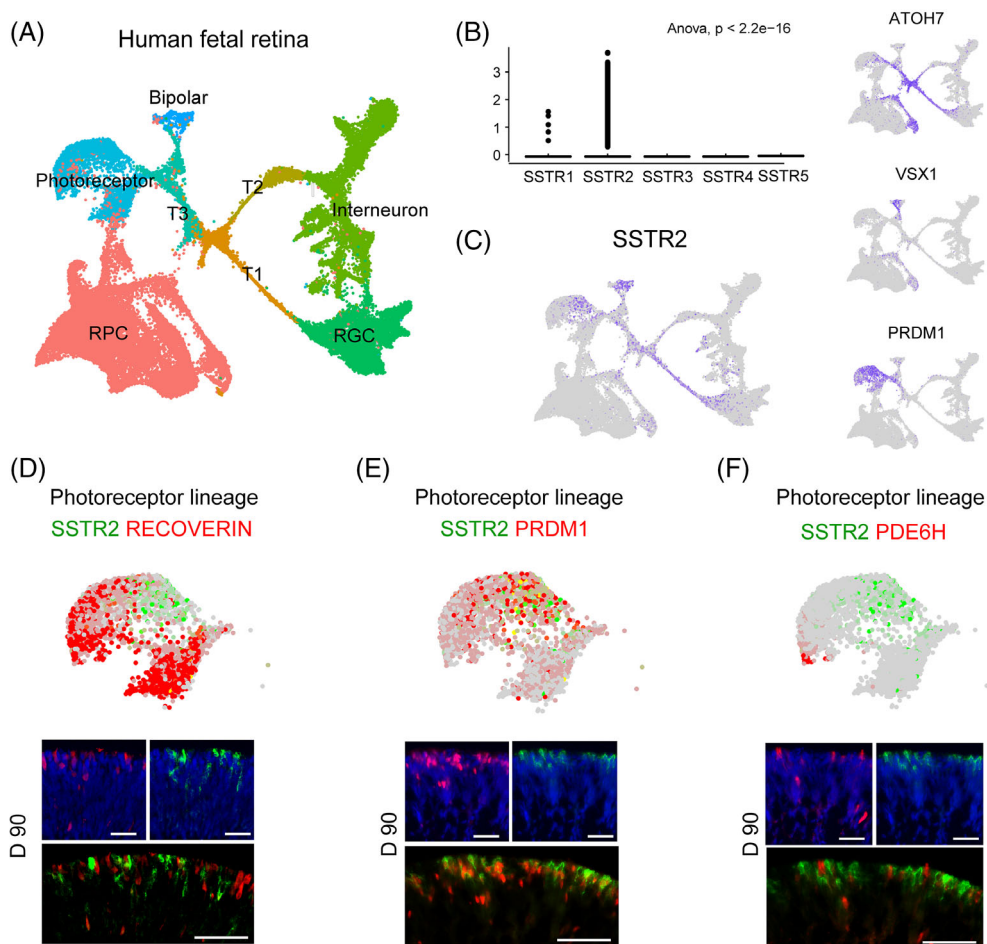 (A)
Human fetal retina
Bipolar
Photoreceptor
T2
T3
Interneuron
T1
RPC
RGC
(B)
Anova, p < 2.2e−16
3
2
1
0
SSTR1 SSTR2 SSTR3 SSTR4 SSTR5
ATOH7
VSX1
PRDM1
(C)
SSTR2
(D)
Photoreceptor lineage
SSTR2 RECOVERIN
D 90
(E)
Photoreceptor lineage
SSTR2 PRDM1
D 90
(F)
Photoreceptor lineage
SSTR2 PDE6H
D 90